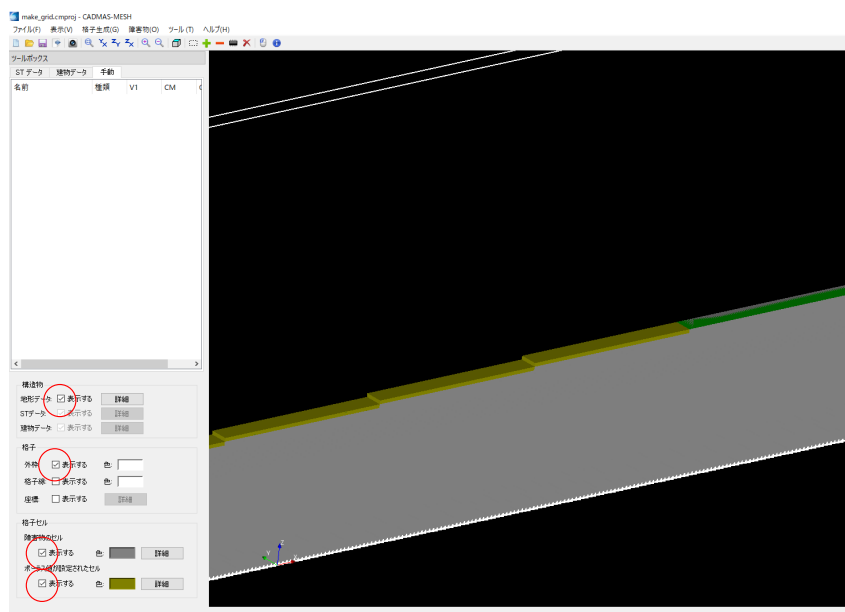 make_grid.cmproj - CADMAS-MESH
ファイル(F) 表示(V) 格子生成(G) 障害物(O) ツール(T) ヘルプ(H)
ツールボックス
ST データ 建物データ 手動
名前 種類 V1 CM
構造物
地形データ: 表示する 詳細
STデータ: 表示する 詳細
建物データ: 表示する 詳細
格子
外枠: 表示する 色:
格子線: 表示する 色:
座標: 表示する 詳細
格子セル
障害物のセル
表示する 色: 詳細
ポーラス値が設定されたセル
表示する 色: 詳細
Z
Y
X